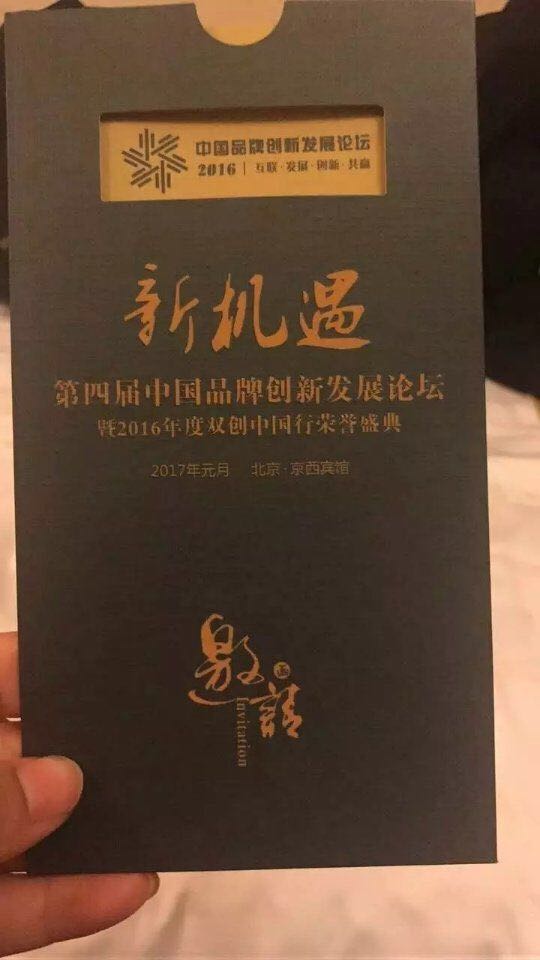 中国品牌创新发展论坛
2016 | 互联·发展·创新·共赢
新机遇
第四届中国品牌创新发展论坛
暨2016年度双创中国行荣誉盛典
2017年元月 北京·京西宾馆
邀請函
Invitation